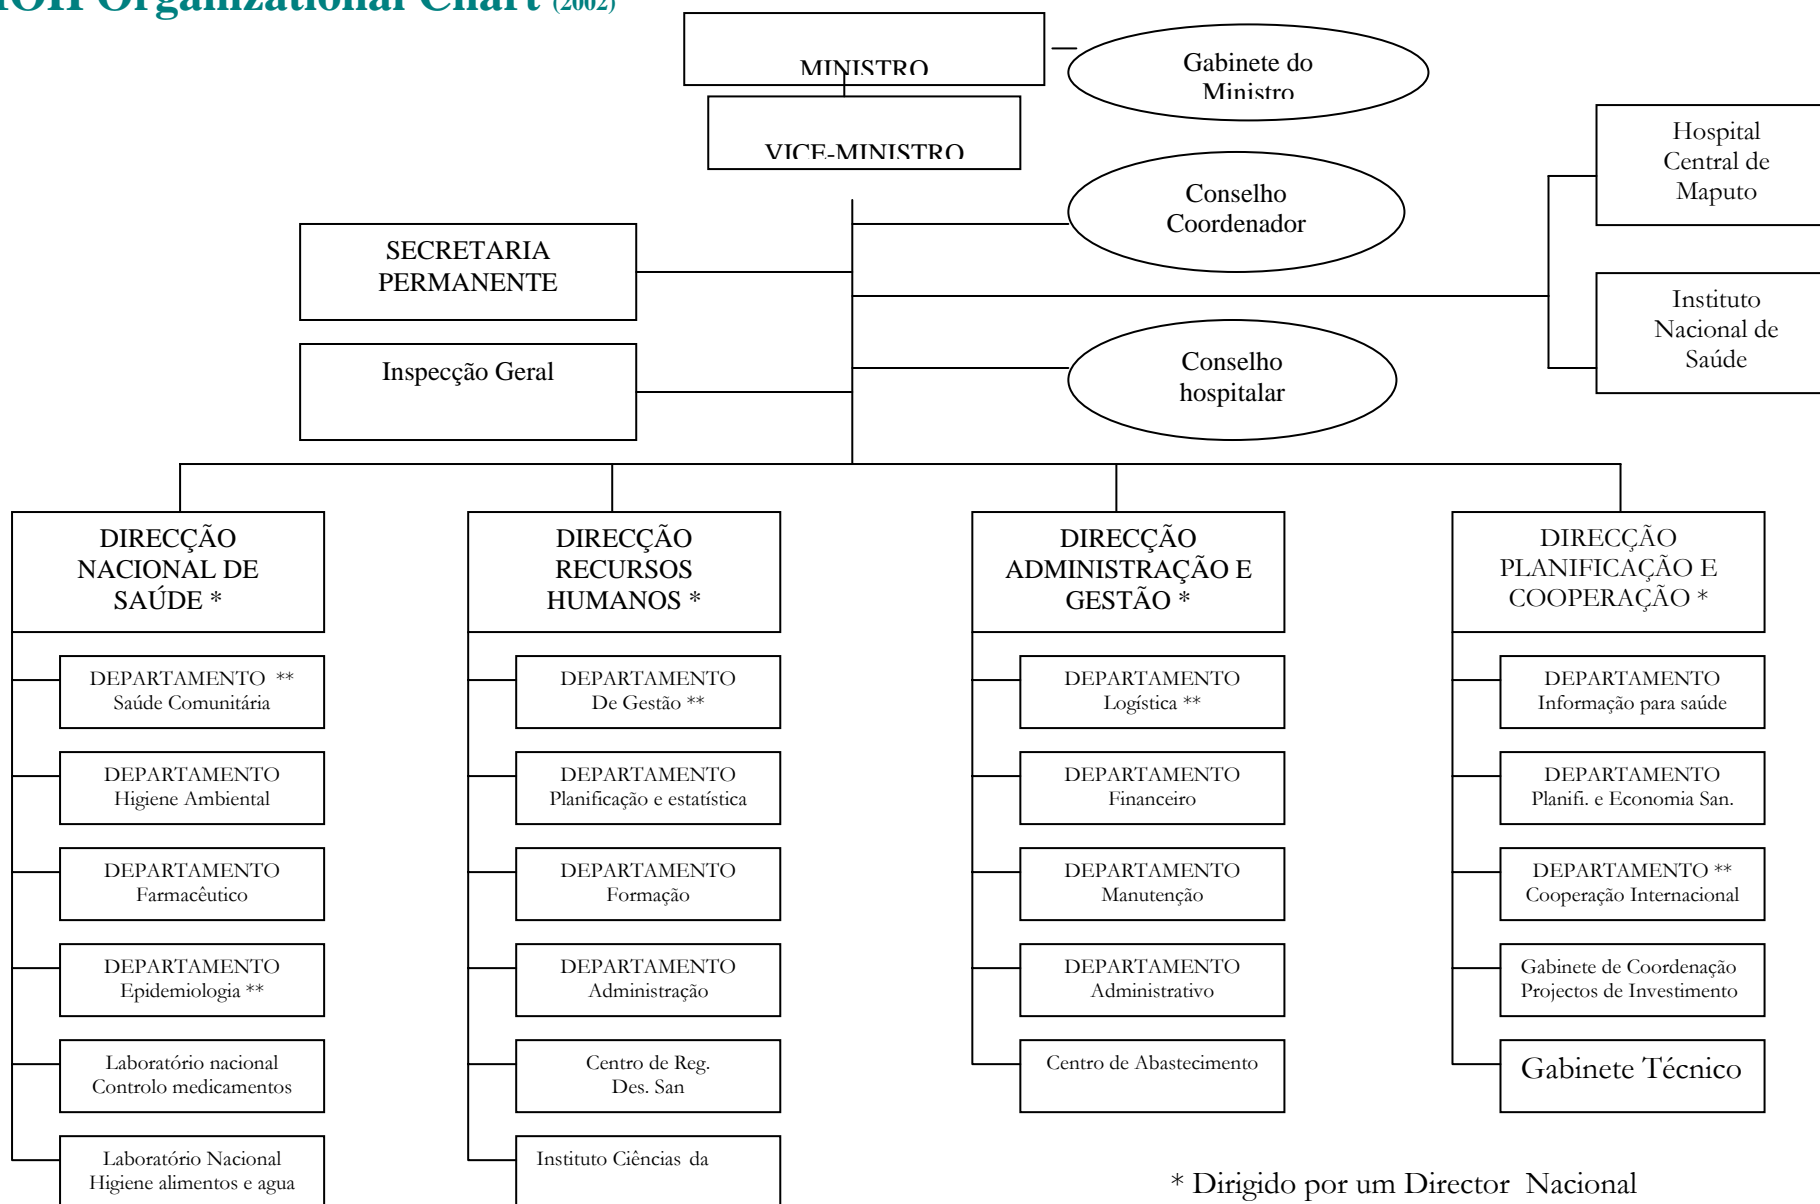 Organizational Chart (2002)
MINISTRO
Gabinete do
Ministro
VICE-MINISTRO
Hospital
Central de
Maputo
Conselho
Coordenador
SECRETARIA
PERMANENTE
Instituto
Nacional de
Saúde
Inspecção Geral
Conselho
hospitalar
DIRECÇÃO
NACIONAL DE
SAÚDE *
DEPARTAMENTO **
Saúde Comunitária
DEPARTAMENTO
Higiene Ambiental
DEPARTAMENTO
Farmacêutico
DEPARTAMENTO
Epidemiologia **
Laboratório nacional
Controlo medicamentos
Laboratório Nacional
Higiene alimentos e agua
DIRECÇÃO
RECURSOS
HUMANOS *
DEPARTAMENTO
De Gestão **
DEPARTAMENTO
Planificação e estatística
DEPARTAMENTO
Formação
DEPARTAMENTO
Administração
Centro de Reg.
Des. San
Instituto Ciências da
DIRECÇÃO
ADMINISTRAÇÃO E
GESTÃO *
DEPARTAMENTO
Logística **
DEPARTAMENTO
Financeiro
DEPARTAMENTO
Manutenção
DEPARTAMENTO
Administrativo
Centro de Abastecimento
DIRECÇÃO
PLANIFICAÇÃO E
COOPERAÇÃO *
DEPARTAMENTO
Informação para saúde
DEPARTAMENTO
Planifi. e Economia San.
DEPARTAMENTO **
Cooperação Internacional
Gabinete de Coordenação
Projectos de Investimento
Gabinete Técnico
* Dirigido por um Director Nacional